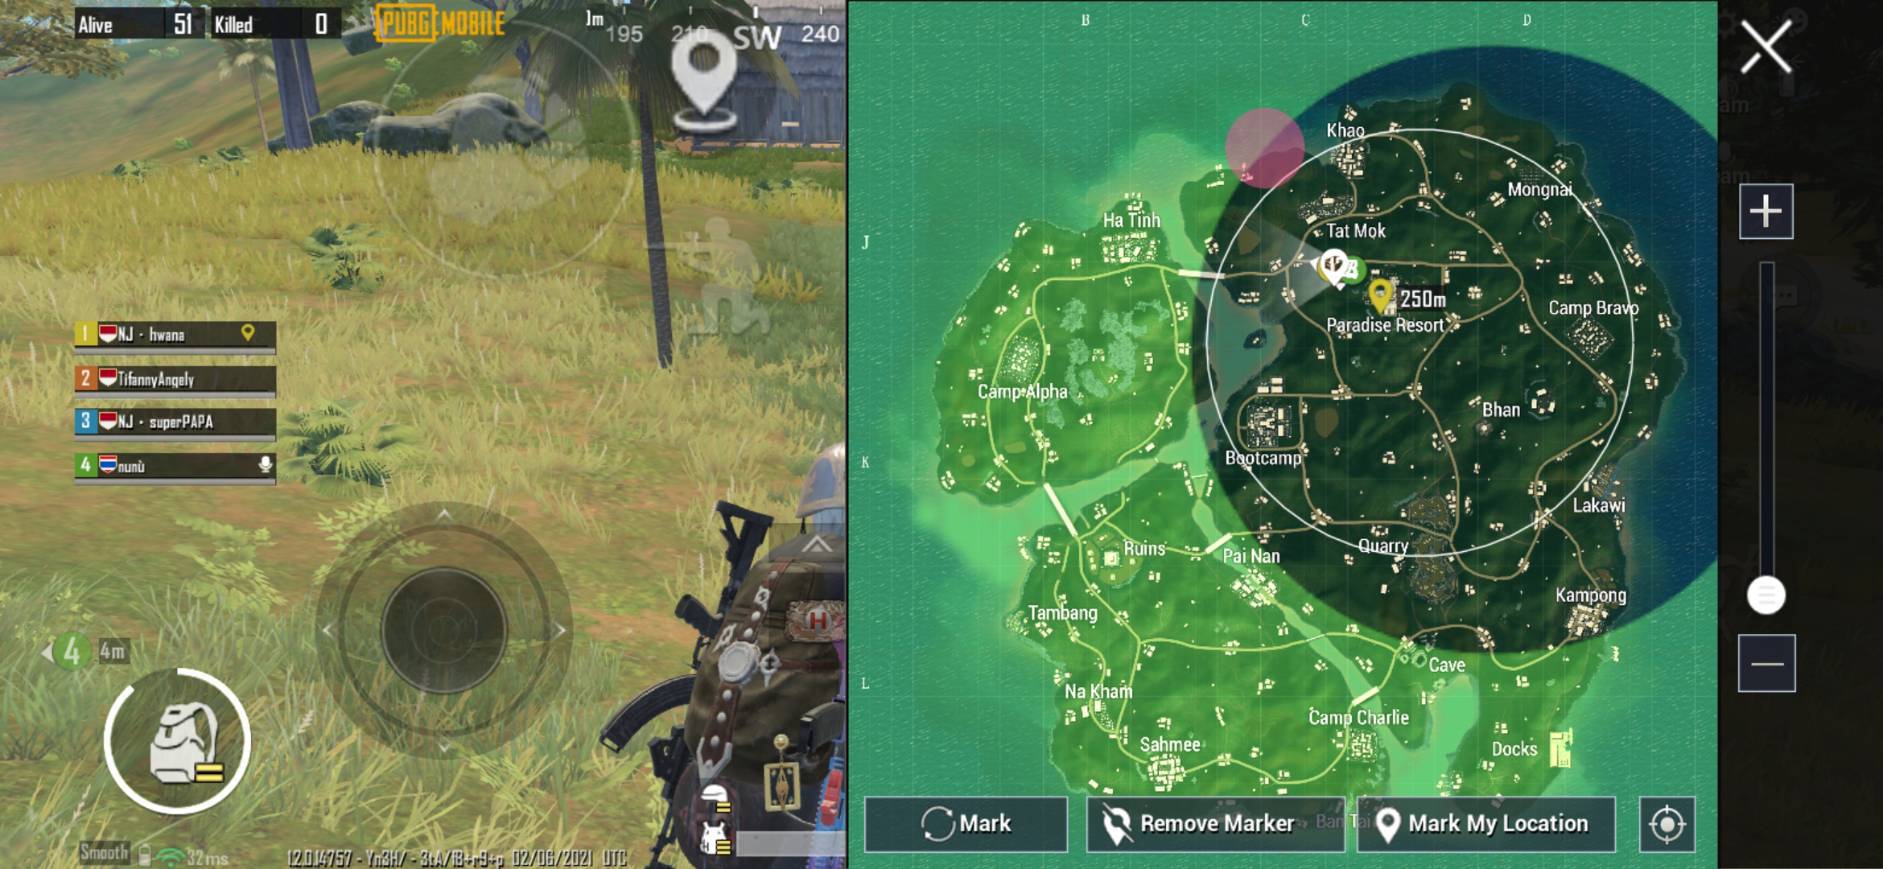 Alive 51 Killed 0 PUBG MOBILE
195 210 SW 240
1 NJ • hwana
2 TifannyAngely
3 NJ • superPAPA
4 nunù
4 4m
H
Smooth 32ms
B C D
J
K
L
Khao
Mongnai
Ha Tinh
Tat Mok
250m
Camp Bravo
Paradise Resort
Camp Alpha
Bhan
Bootcamp
Lakawi
Quarry
Ruins
Pai Nan
Kampong
Tambang
Cave
Na Kham
Camp Charlie
Sahmee
Docks
Ban Tai
Mark
Remove Marker
Mark My Location